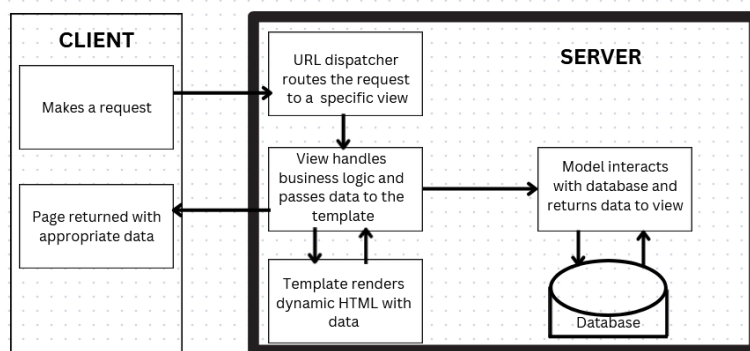 CLIENT
Makes a request
Page returned with
appropriate data
SERVER
URL dispatcher
routes the request
to a specific view
View handles
business logic and
passes data to the
template
Template renders
dynamic HTML with
data
Model interacts
with database and
returns data to view
Database